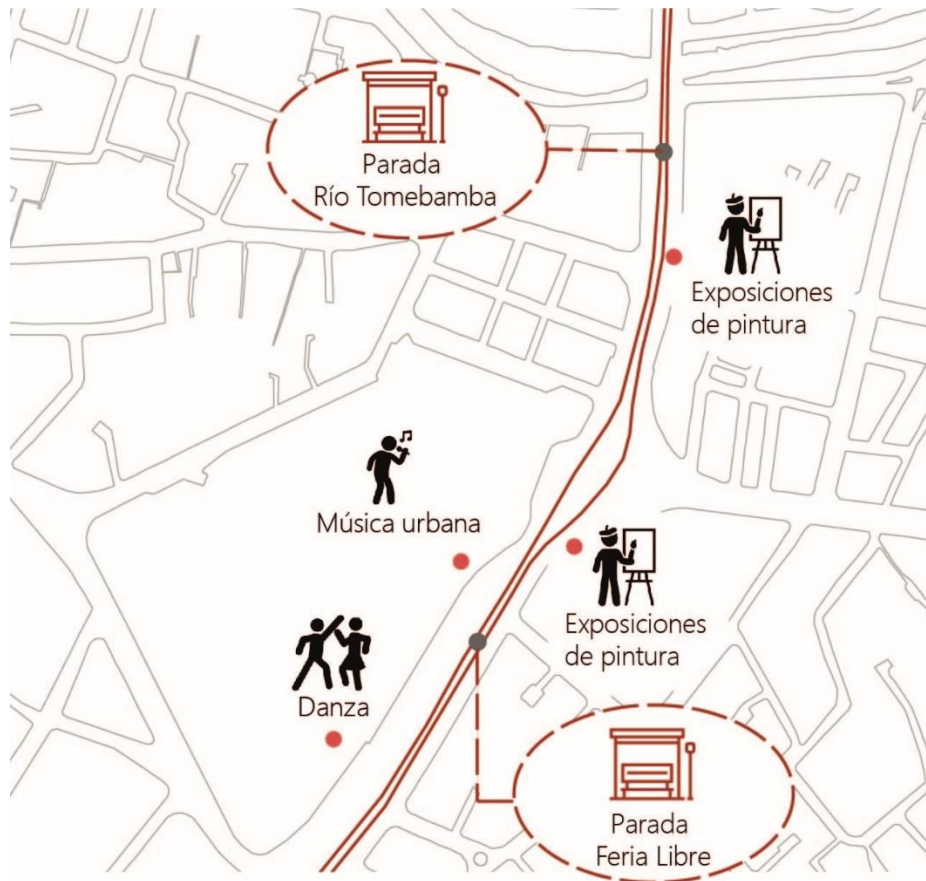 Parada
Río Tomebamba
Exposiciones
de pintura
Música urbana
Exposiciones
de pintura
Danza
Parada
Feria Libre